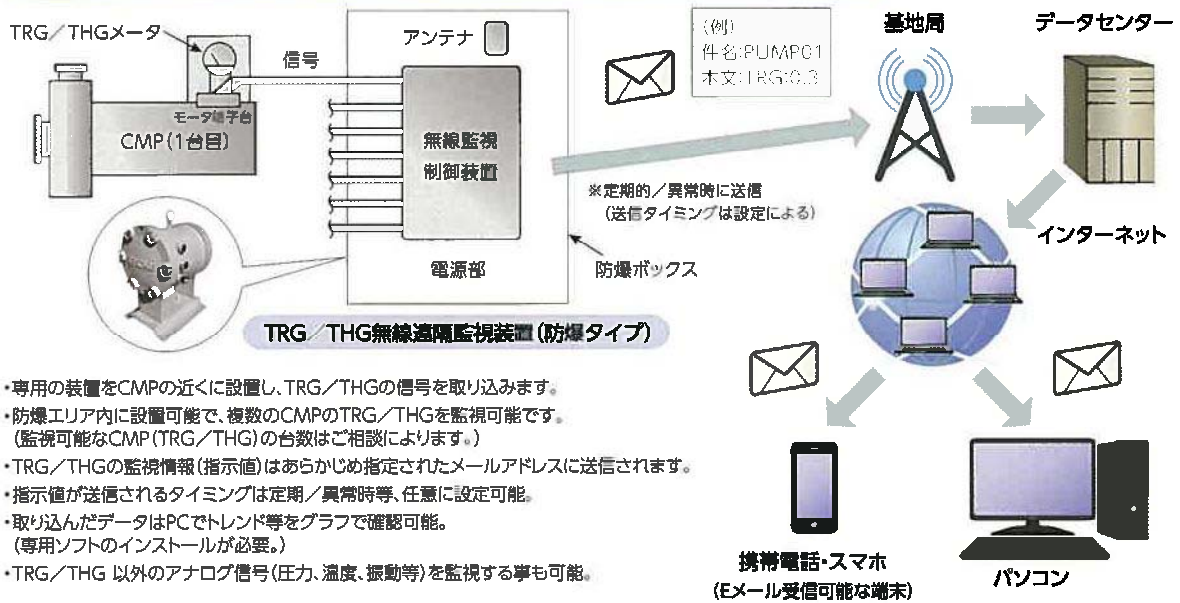 TRG／THGメータ
信号
モータ端子台
CMP(1台目)
アンテナ
無線監視
制御装置
電源部
防爆ボックス
(例)
件名:PUMP01
本文:TRG:0.3
※定期的／異常時に送信
(送信タイミングは設定による)
基地局
データセンター
インターネット
TRG／THG無線遠隔監視装置(防爆タイプ)
・専用の装置をCMPの近くに設置し、TRG／THGの信号を取り込みます。
・防爆エリア内に設置可能で、複数のCMPのTRG／THGを監視可能です。
(監視可能なCMP(TRG／THG)の台数はご相談によります。)
・TRG／THGの監視情報(指示値)はあらかじめ指定されたメールアドレスに送信されます。
・指示値が送信されるタイミングは定期／異常時等、任意に設定可能。
・取り込んだデータはPCでトレンド等をグラフで確認可能。
(専用ソフトのインストールが必要。)
・TRG／THG 以外のアナログ信号(圧力、温度、振動等)を監視する事も可能。
携帯電話・スマホ
(Eメール受信可能な端末)
パソコン